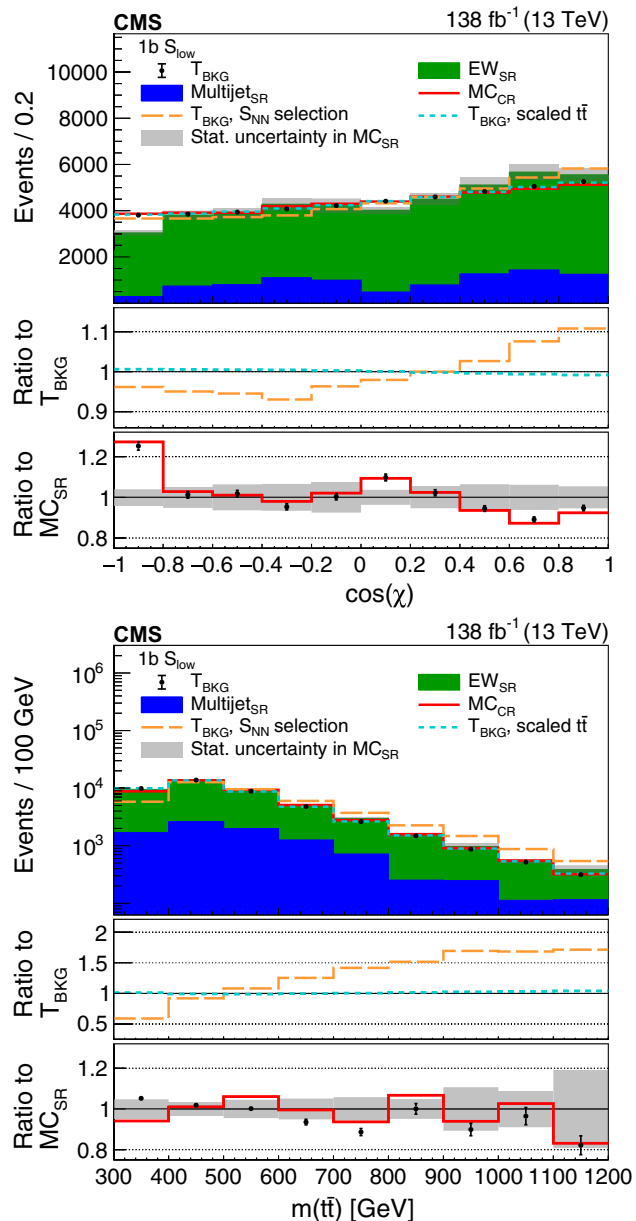 CMS 138 fb⁻¹ (13 TeV)
1b S_low
T_BKG EW_SR
Multijet_SR MC_CR
T_BKG, S_NN selection T_BKG, scaled tt̄
Stat. uncertainty in MC_SR
Events / 0.2
10000
8000
6000
4000
2000
Ratio to
T_BKG
1.1
1
0.9
Ratio to
MC_SR
1.2
1
0.8
−1 −0.8 −0.6 −0.4 −0.2 0 0.2 0.4 0.6 0.8 1
cos(χ)
CMS 138 fb⁻¹ (13 TeV)
1b S_low
T_BKG EW_SR
Multijet_SR MC_CR
T_BKG, S_NN selection T_BKG, scaled tt̄
Stat. uncertainty in MC_SR
Events / 100 GeV
10⁶
10⁵
10⁴
10³
Ratio to
T_BKG
2
1.5
1
0.5
Ratio to
MC_SR
1.2
1
0.8
300 400 500 600 700 800 900 1000 1100 1200
m(tt̄) [GeV]